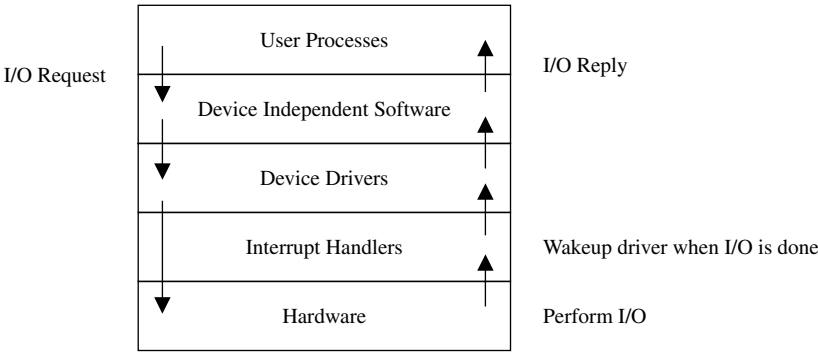 User Processes
I/O Request
I/O Reply
Device Independent Software
Device Drivers
Interrupt Handlers
Wakeup driver when I/O is done
Hardware
Perform I/O